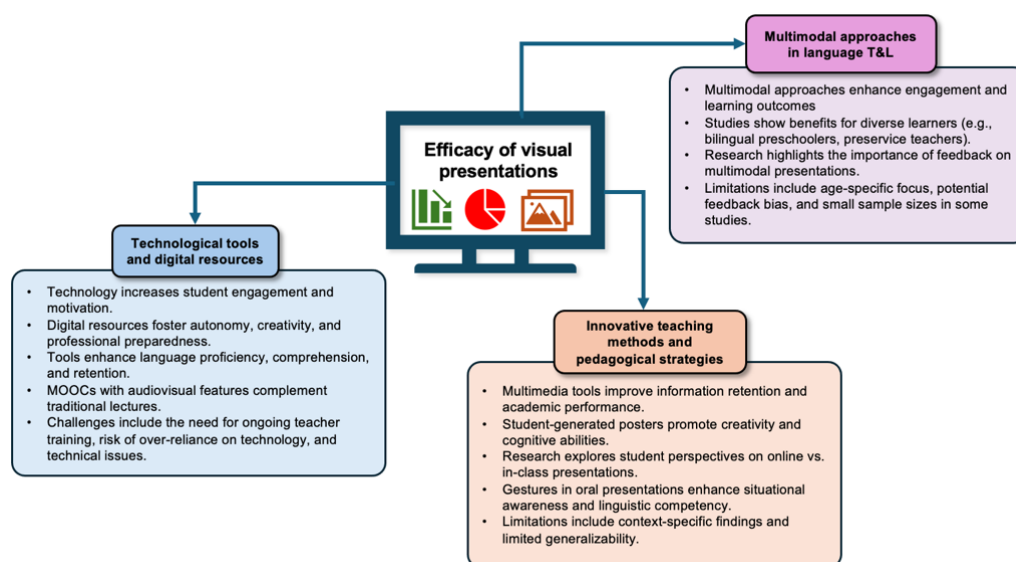 Multimodal approaches
in language T&L
• Multimodal approaches enhance engagement and
learning outcomes
• Studies show benefits for diverse learners (e.g.,
bilingual preschoolers, preservice teachers).
• Research highlights the importance of feedback on
multimodal presentations.
• Limitations include age-specific focus, potential
feedback bias, and small sample sizes in some
studies.
Efficacy of visual
presentations
Technological tools
and digital resources
• Technology increases student engagement and
motivation.
• Digital resources foster autonomy, creativity, and
professional preparedness.
• Tools enhance language proficiency, comprehension,
and retention.
• MOOCs with audiovisual features complement
traditional lectures.
• Challenges include the need for ongoing teacher
training, risk of over-reliance on technology, and
technical issues.
Innovative teaching
methods and
pedagogical strategies
• Multimedia tools improve information retention and
academic performance.
• Student-generated posters promote creativity and
cognitive abilities.
• Research explores student perspectives on online vs.
in-class presentations.
• Gestures in oral presentations enhance situational
awareness and linguistic competency.
• Limitations include context-specific findings and
limited generalizability.